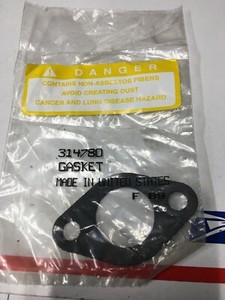 DANGER
CONTAINS NON-ASBESTOS FIBERS
AVOID CREATING DUST
CANCER AND LUNG DISEASE HAZARD
314780
GASKET
MADE IN UNITED STATES
F 89